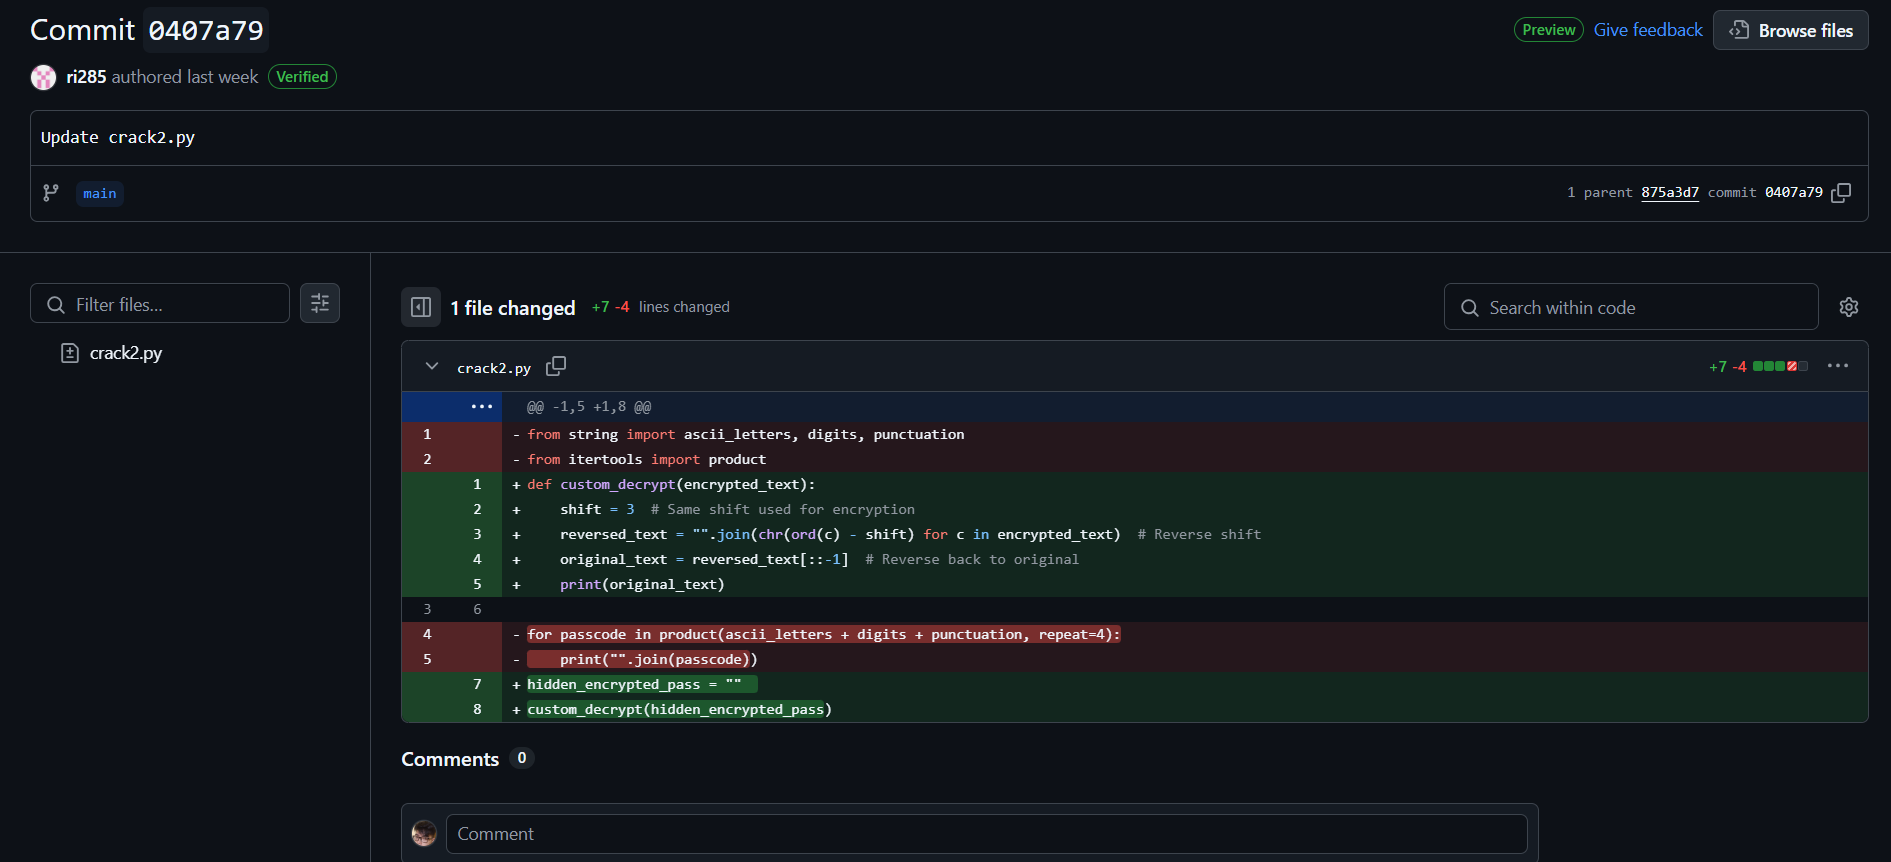 Commit 0407a79
Preview Give feedback Browse files
ri285 authored last week Verified
Update crack2.py
main
1 parent 875a3d7 commit 0407a79
Filter files...
crack2.py
1 file changed +7 -4 lines changed
Search within code
crack2.py
+7 -4
@@ -1,5 +1,8 @@
1 - from string import ascii_letters, digits, punctuation
2 - from itertools import product
1 + def custom_decrypt(encrypted_text):
2 +     shift = 3  # Same shift used for encryption
3 +     reversed_text = "".join(chr(ord(c) - shift) for c in encrypted_text)  # Reverse shift
4 +     original_text = reversed_text[::-1]  # Reverse back to original
5 +     print(original_text)
3 6
4 - for passcode in product(ascii_letters + digits + punctuation, repeat=4):
5 -     print("".join(passcode))
7 + hidden_encrypted_pass = ""
8 + custom_decrypt(hidden_encrypted_pass)
Comments 0
Comment